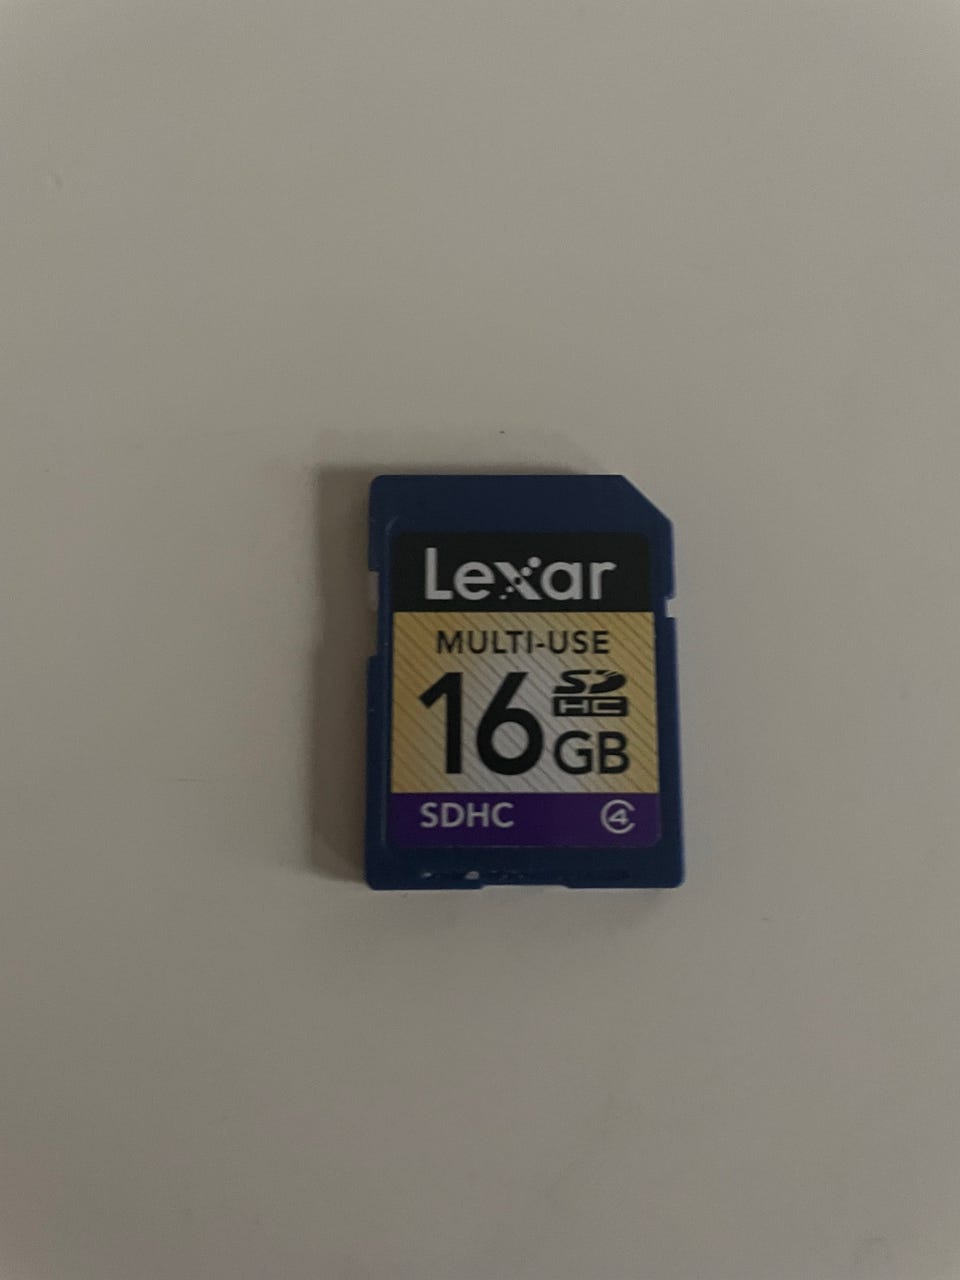 Lexar
MULTI-USE
16 GB
SD HC
SDHC 4